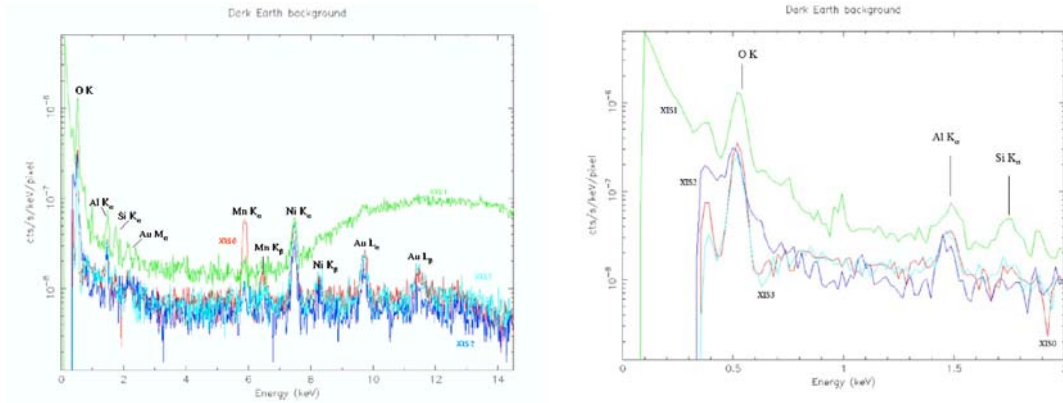 Dark Earth background
cts/s/keV/pixel
10⁻⁶
10⁻⁷
10⁻⁸
O K
Al Kα
Si Kα
Au Mα
XIS0
Mn Kα
Mn Kβ
Ni Kα
Ni Kβ
Au Lα
Au Lβ
XIS1
XIS2
0 2 4 6 8 10 12 14
Energy (keV)
Dark Earth background
cts/s/keV/pixel
10⁻⁶
10⁻⁷
10⁻⁸
O K
XIS1
XIS2
XIS3
Al Kα
Si Kα
XIS0
0 0.5 1 1.5
Energy (keV)